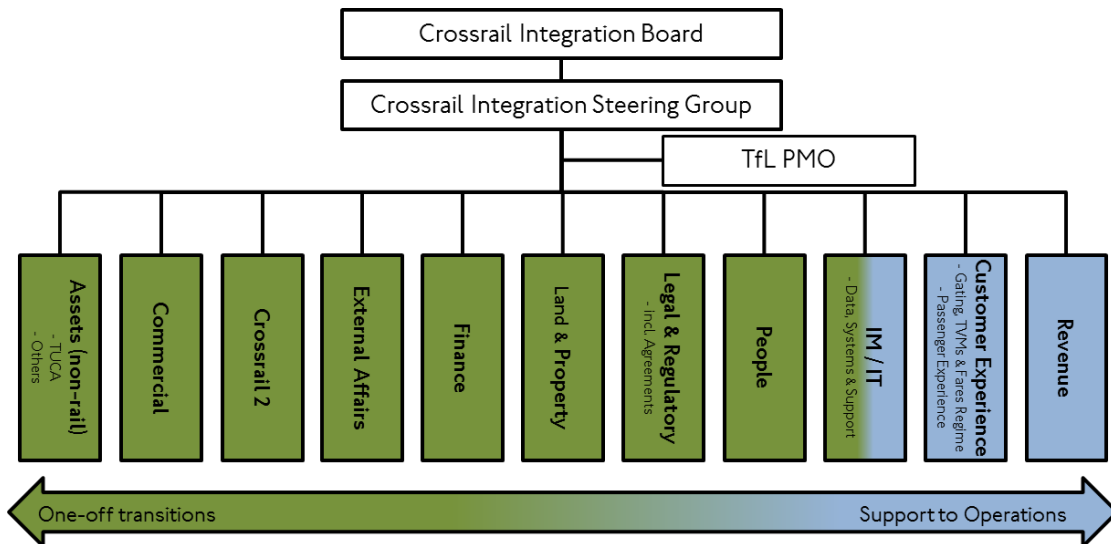 Crossrail Integration Board
Crossrail Integration Steering Group
TfL PMO
Assets (non-rail)
- TUCA
- Others
Commercial
Crossrail 2
External Affairs
Finance
Land & Property
Legal & Regulatory
- incl. Agreements
People
IM / IT
- Data, Systems & Support
Customer Experience
- Gating, TVMs & Fares Regime
- Passenger Experience
Revenue
One-off transitions
Support to Operations